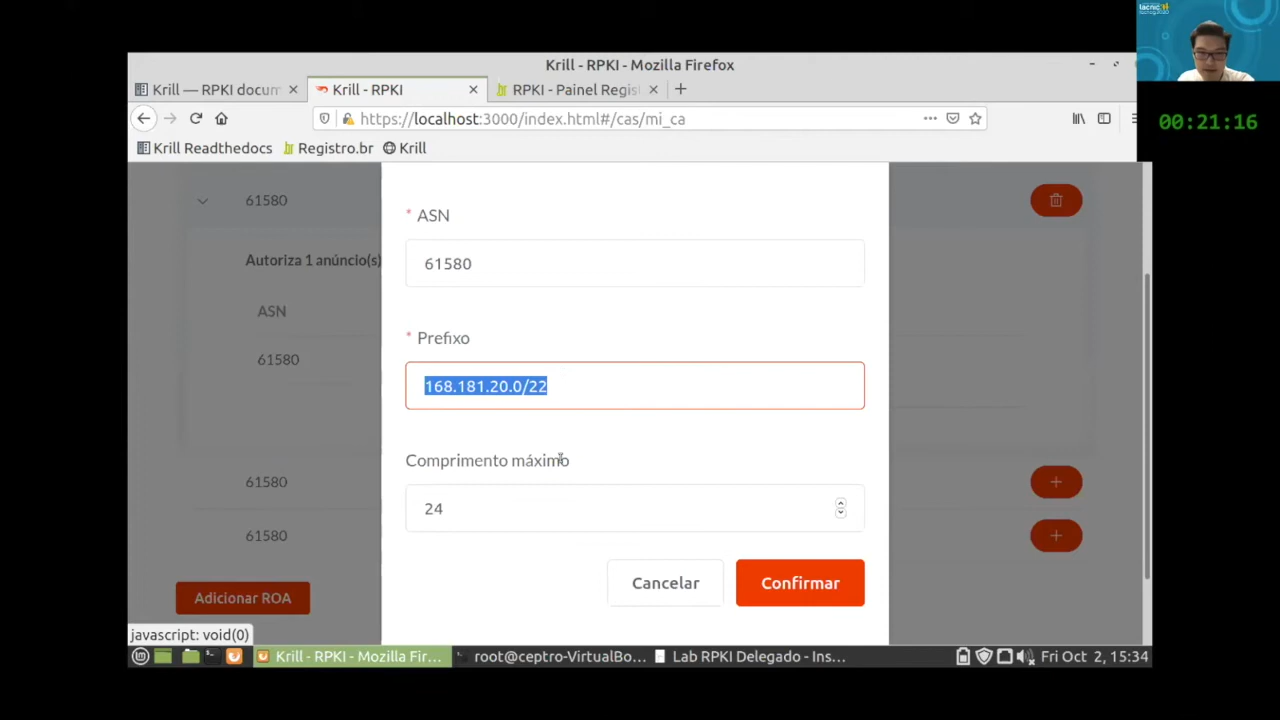 lacnic
Krill - RPKI - Mozilla Firefox
Krill — RPKI docum
Krill - RPKI
RPKI - Painel Regist
https://localhost:3000/index.html#/cas/mi_ca
00:21:16
Krill Readthedocs
Registro.br
Krill
61580
* ASN
61580
Autoriza 1 anúncio(s)
ASN
* Prefixo
61580
168.181.20.0/22
Comprimento máximo
61580
24
61580
Cancelar
Confirmar
Adicionar ROA
javascript: void(0)
Krill - RPKI - Mozilla Fir...
root@ceptro-VirtualBo...
Lab RPKI Delegado - Ins...
Fri Oct 2, 15:34